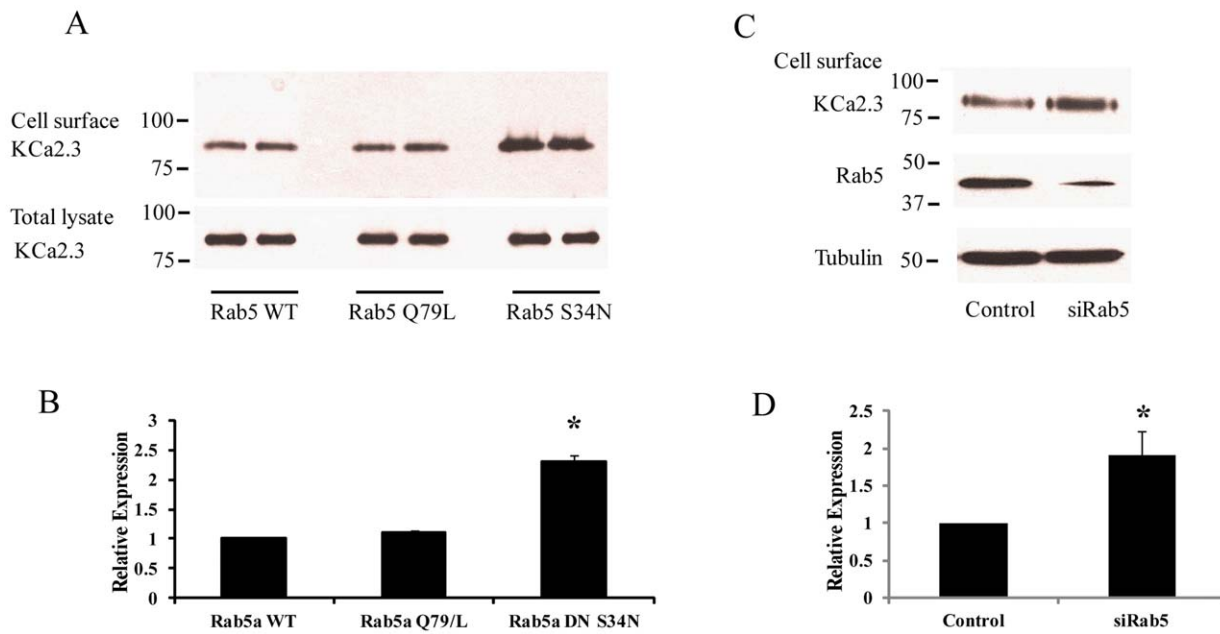 A
Cell surface
KCa2.3
100
75
Total lysate
KCa2.3
100
75
Rab5 WT Rab5 Q79L Rab5 S34N
B
Relative Expression
3
2.5
2
1.5
1
0.5
0
*
Rab5a WT Rab5a Q79/L Rab5a DN S34N
C
Cell surface
KCa2.3
100
75
Rab5
50
37
Tubulin
50
Control siRab5
D
Relative Expression
2.5
2
1.5
1
0.5
0
*
Control siRab5